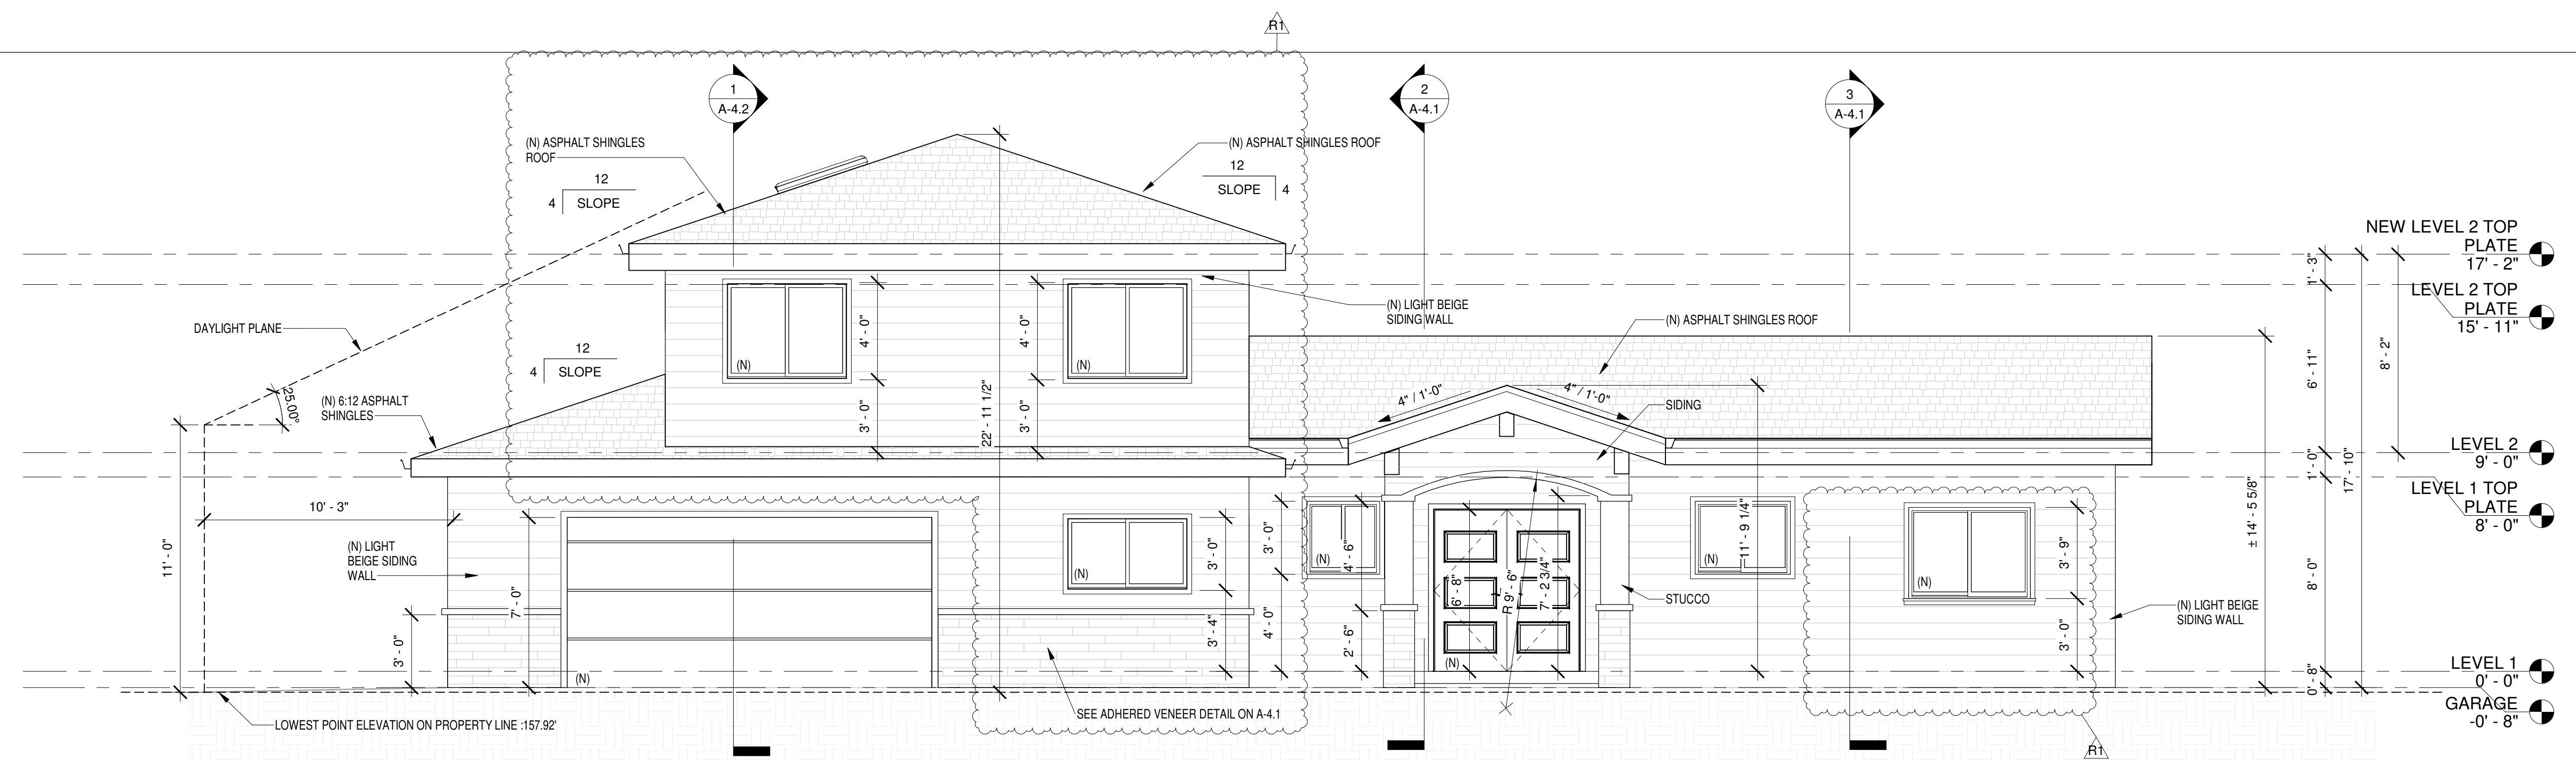 R1
1
A-4.2
2
A-4.1
3
A-4.1
(N) ASPHALT SHINGLES
ROOF
12
4
SLOPE
(N) ASPHALT SHINGLES ROOF
12
SLOPE
4
NEW LEVEL 2 TOP
PLATE
17' - 2"
LEVEL 2 TOP
PLATE
15' - 11"
LEVEL 2
9' - 0"
LEVEL 1 TOP
PLATE
8' - 0"
LEVEL 1
0' - 0"
GARAGE
-0' - 8"
1' - 3"
6' - 11"
8' - 2"
1' - 0"
17' - 10"
8' - 0"
0' - 8"
± 14' - 5 5/8"
DAYLIGHT PLANE
25.00°
12
4
SLOPE
(N) 6:12 ASPHALT
SHINGLES
(N) LIGHT BEIGE
SIDING WALL
(N) ASPHALT SHINGLES ROOF
4' - 0"
4' - 0"
(N)
(N)
3' - 0"
3' - 0"
22' - 11 1/2"
4" / 1'-0"
4" / 1'-0"
SIDING
10' - 3"
11' - 0"
(N) LIGHT
BEIGE SIDING
WALL
3' - 0"
7' - 0"
(N)
(N)
3' - 0"
3' - 4"
3' - 0"
4' - 0"
(N)
4' - 6"
2' - 6"
6' - 8"
R 9' - 6"
7' - 2 3/4"
(N)
11' - 9 1/4"
(N)
STUCCO
(N)
3' - 9"
3' - 0"
(N) LIGHT BEIGE
SIDING WALL
LOWEST POINT ELEVATION ON PROPERTY LINE :157.92'
SEE ADHERED VENEER DETAIL ON A-4.1
R1